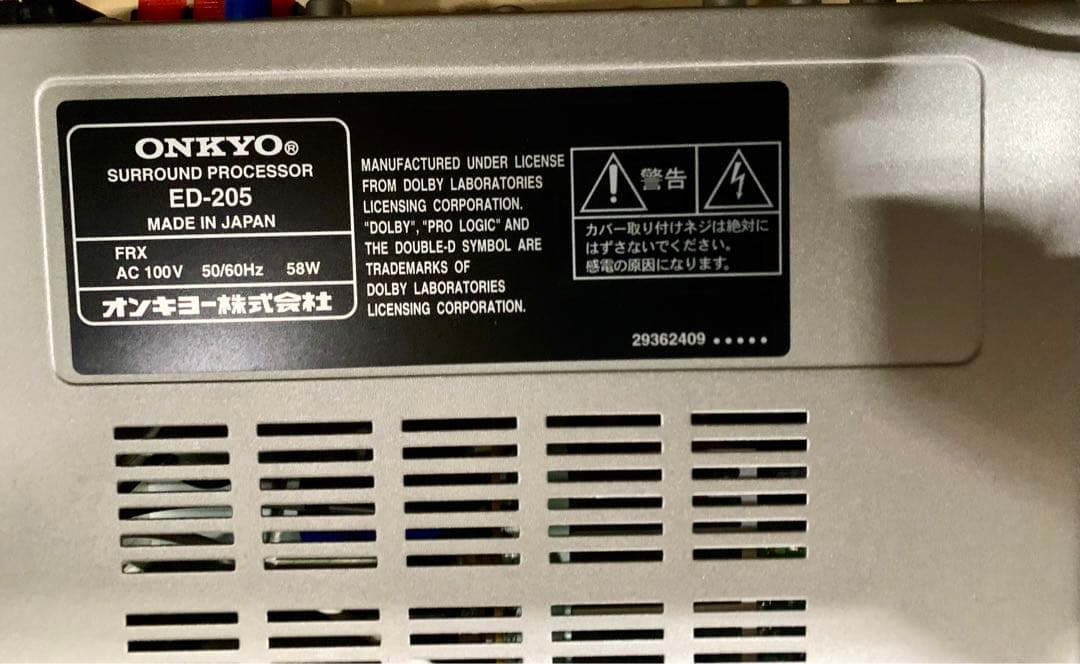 ONKYO®
SURROUND PROCESSOR
ED-205
MADE IN JAPAN
FRX
AC 100V 50/60Hz 58W
オンキヨー株式会社
MANUFACTURED UNDER LICENSE
FROM DOLBY LABORATORIES
LICENSING CORPORATION.
"DOLBY", "PRO LOGIC" AND
THE DOUBLE-D SYMBOL ARE
TRADEMARKS OF
DOLBY LABORATORIES
LICENSING CORPORATION.
警告
カバー取り付けネジは絶対に
はずさないでください。
感電の原因になります。
29362409 •••••